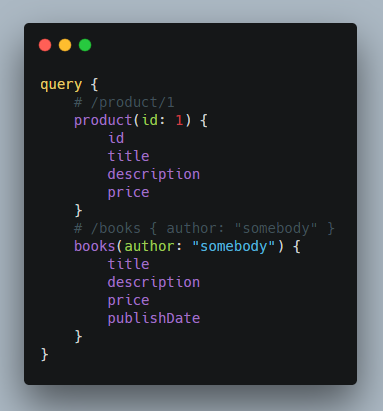 query {
    # /product/1
    product(id: 1) {
        id
        title
        description
        price
    }
    # /books { author: "somebody" }
    books(author: "somebody") {
        title
        description
        price
        publishDate
    }
}